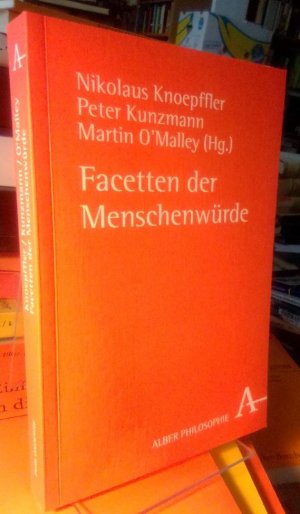 Nikolaus Knoepffler
Peter Kunzmann
Martin O'Malley (Hg.)
Facetten der
Menschenwürde
A
ALBER PHILOSOPHIE
A
Knoepffler / Kunzmann / O'Malley
Facetten der Menschenwürde